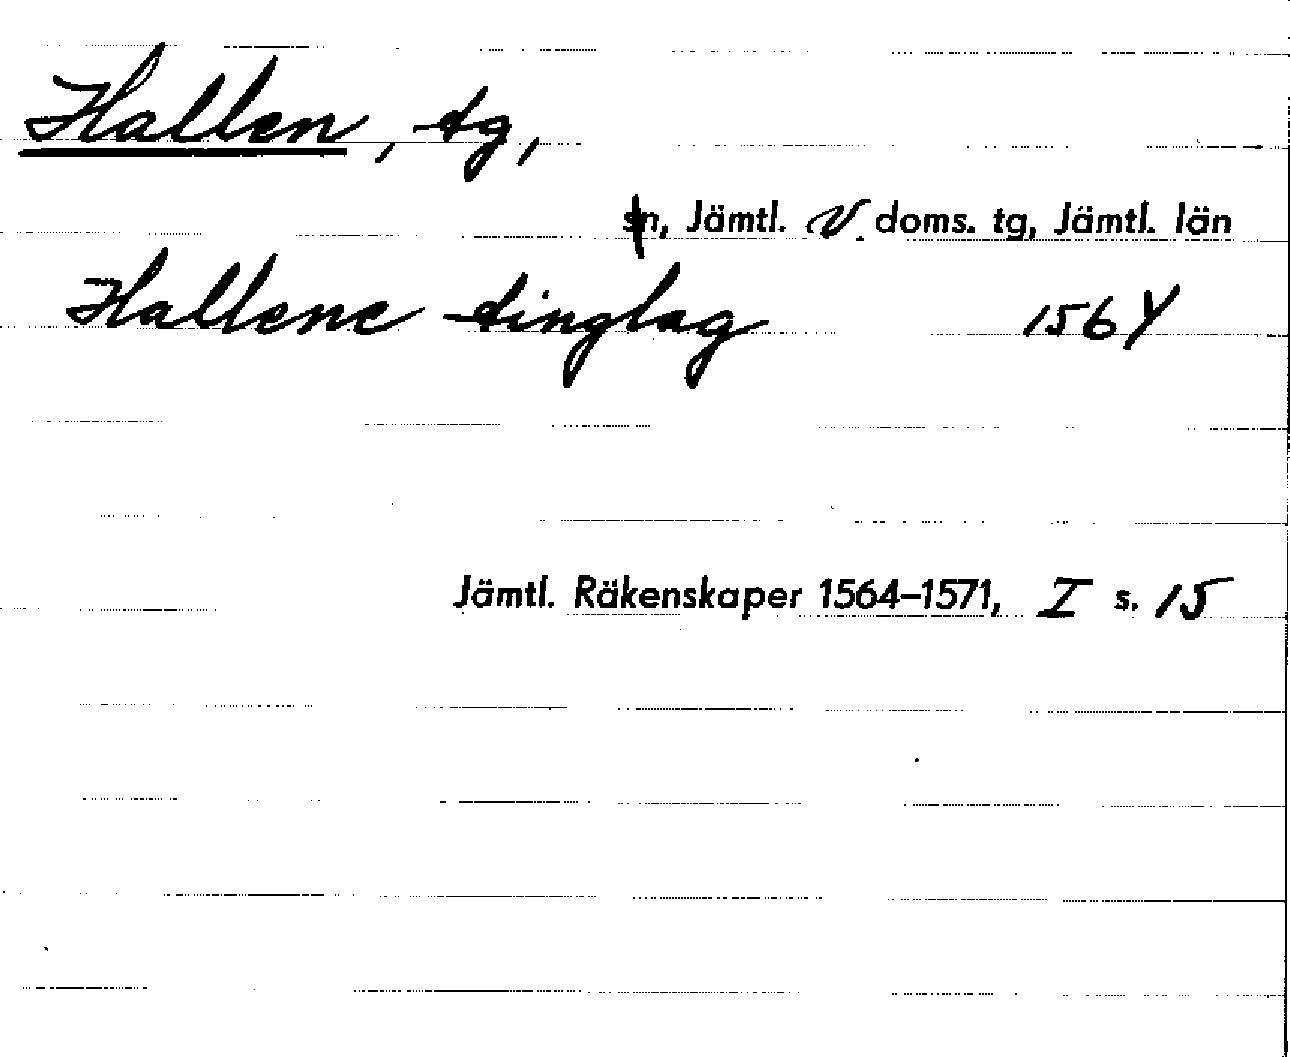 Hallen, tg,
sn, Jämtl. v. doms. tg, Jämtl. län
Hallene tinglag 1564
Jämtl. Räkenskaper 1564–1571, I s. 15